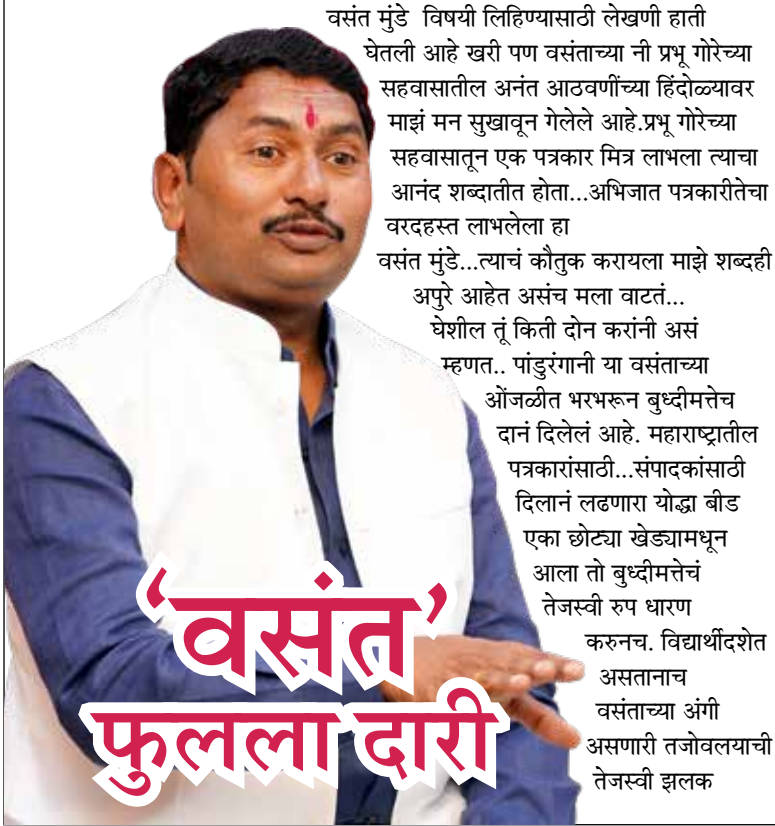 वसंत मुंडे विषयी लिहिण्यासाठी लेखणी हाती
घेतली आहे खरी पण वसंताच्या नी प्रभू गोरेच्या
सहवासातील अनंत आठवणींच्या हिंदोळ्यावर
माझं मन सुखावून गेलेले आहे.प्रभू गोरेच्या
सहवासातून एक पत्रकार मित्र लाभला त्याचा
आनंद शब्दातीत होता...अभिजात पत्रकारीतेचा
वरदहस्त लाभलेला हा
वसंत मुंडे...त्याचं कौतुक करायला माझे शब्दही
अपुरे आहेत असंच मला वाटतं...
घेशील तूं किती दोन करांनी असं
म्हणत.. पांडुरंगानी या वसंताच्या
ओंजळीत भरभरून बुध्दीमत्तेच
दानं दिलेलं आहे. महाराष्ट्रातील
पत्रकारांसाठी...संपादकांसाठी
दिलानं लढणारा योद्धा बीड
एका छोट्या खेड्यामधून
आला तो बुध्दीमत्तेचं
तेजस्वी रुप धारण
करुनच. विद्यार्थीदशेत
असतानाच
वसंताच्या अंगी
असणारी तजोवलयाची
तेजस्वी झलक
‘वसंत’
फुलला दारी